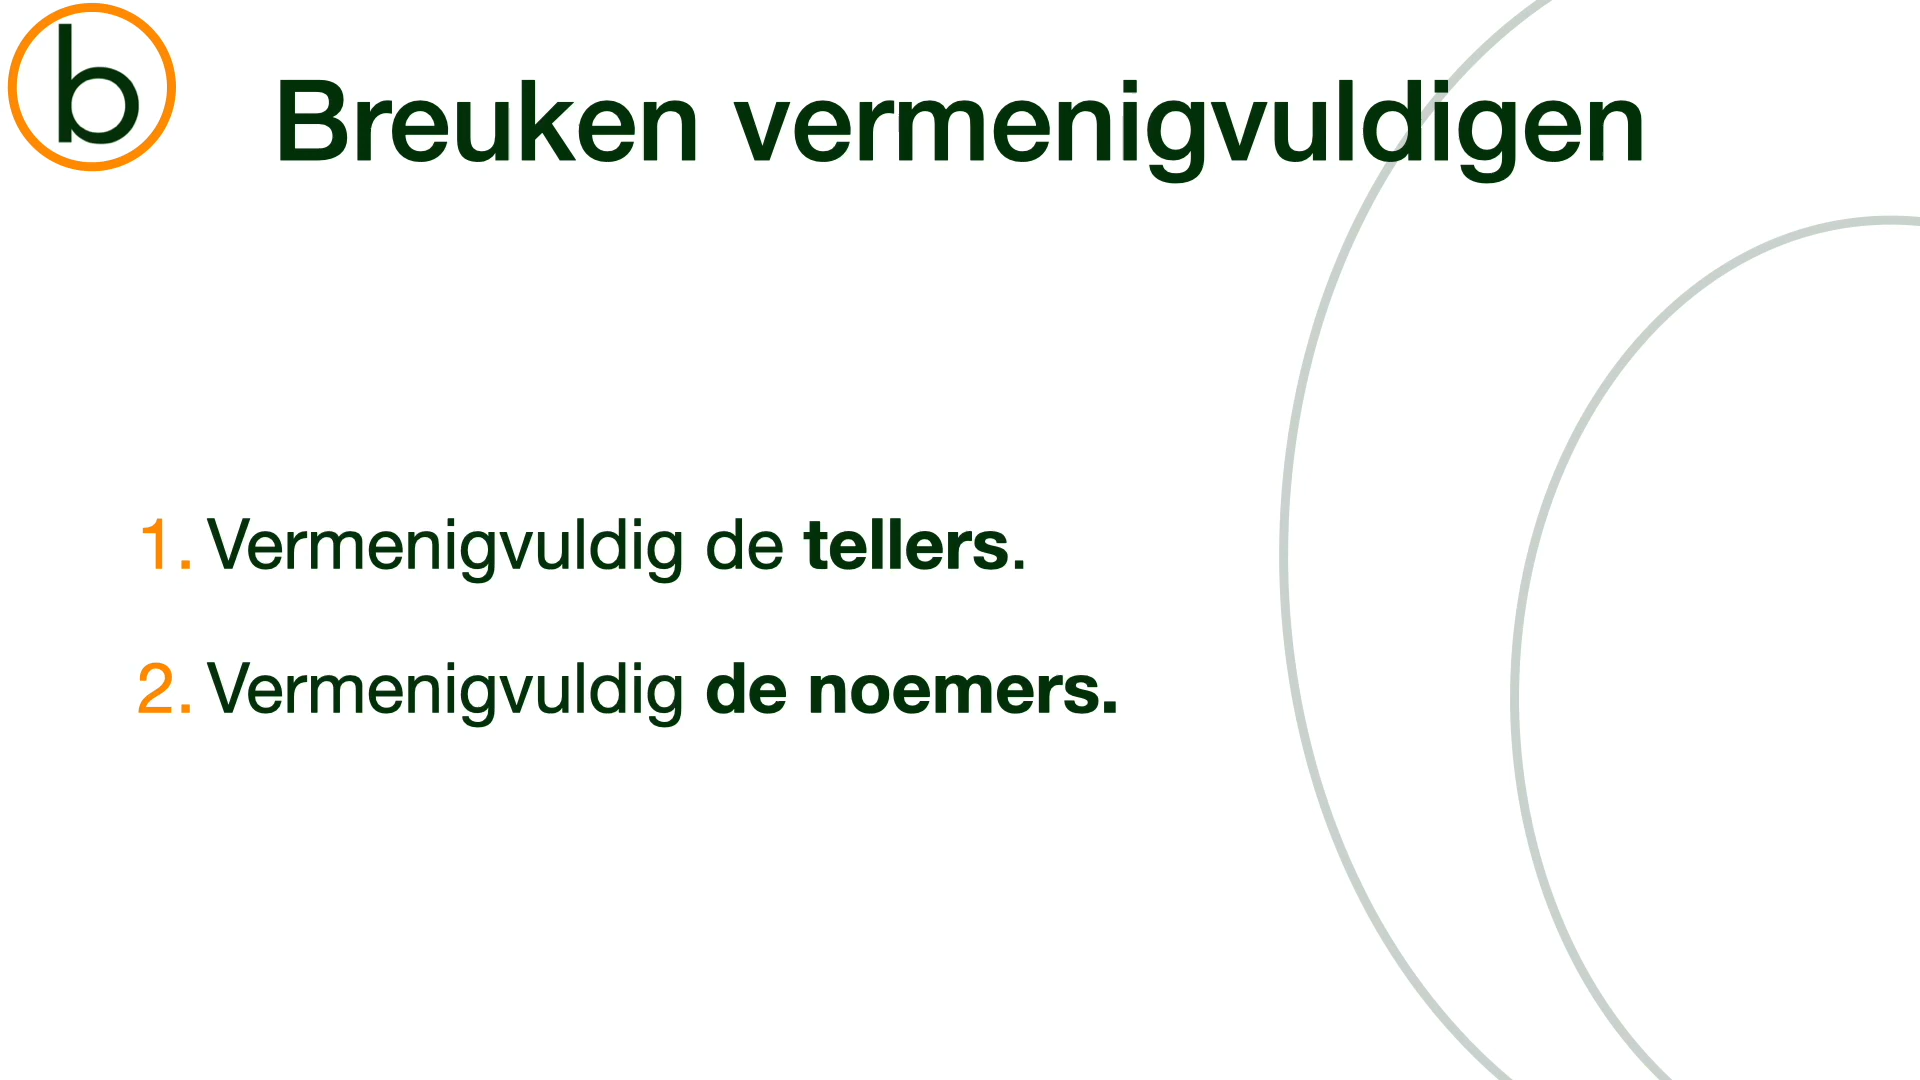 b
Breuken vermenigvuldigen
1. Vermenigvuldig de tellers.
2. Vermenigvuldig de noemers.